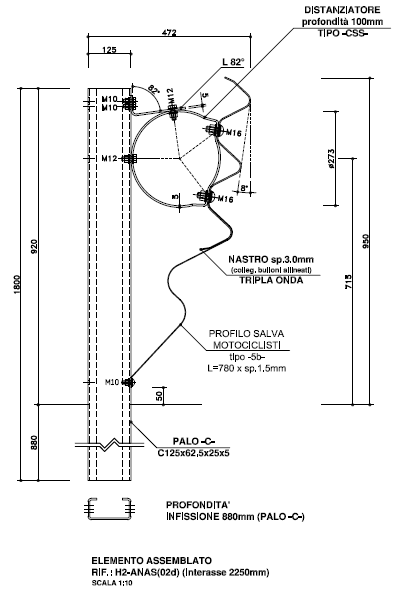 DISTANZIATORE
profondità 100mm
TIPO -CSS-
472
125
L 82°
87°
M12
5
M10
M10
M16
M12
ø273
5
M16
8°
920
1800
950
715
NASTRO sp.3.0mm
(colleg. bulloni allineati)
TRIPLA ONDA
PROFILO SALVA
MOTOCICLISTI
tipo -5b-
L=780 x sp.1,5mm
M10
50
880
PALO -C-
C125x62,5x25x5
PROFONDITA'
INFISSIONE 880mm (PALO -C-)
ELEMENTO ASSEMBLATO
RIF.: H2-ANAS(02d) (Interasse 2250mm)
SCALA 1:10